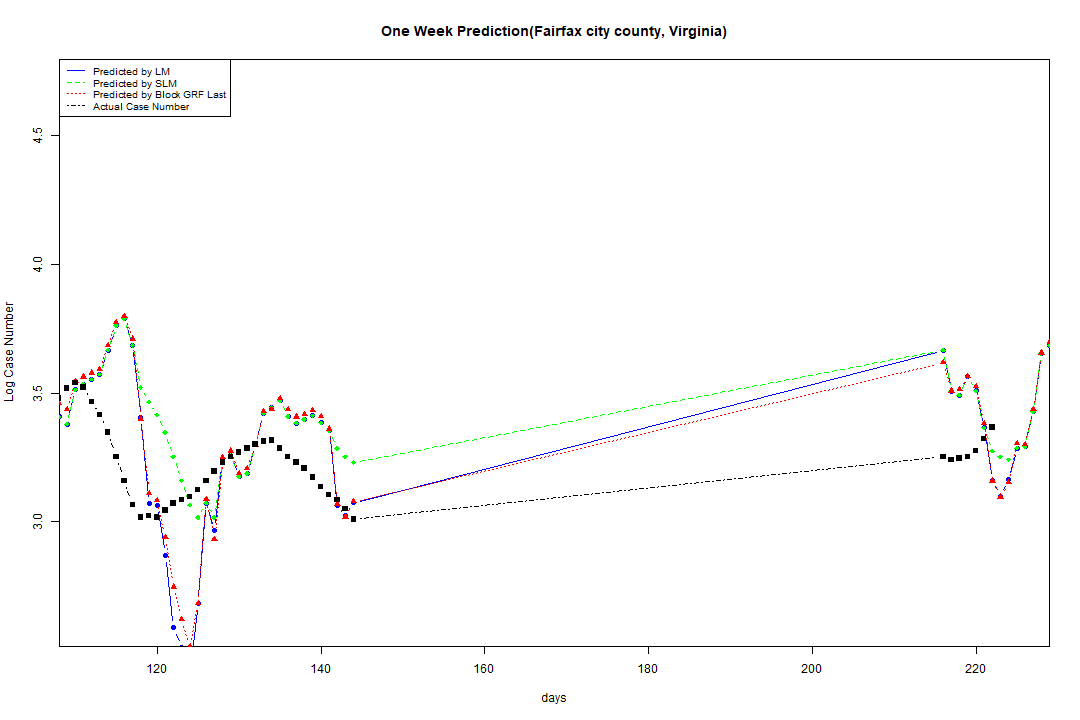 One Week Prediction(Fairfax city county, Virginia)
Predicted by LM
Predicted by SLM
Predicted by Block GRF Last
Actual Case Number
4.5
4.0
3.5
3.0
Log Case Number
120 140 160 180 200 220
days